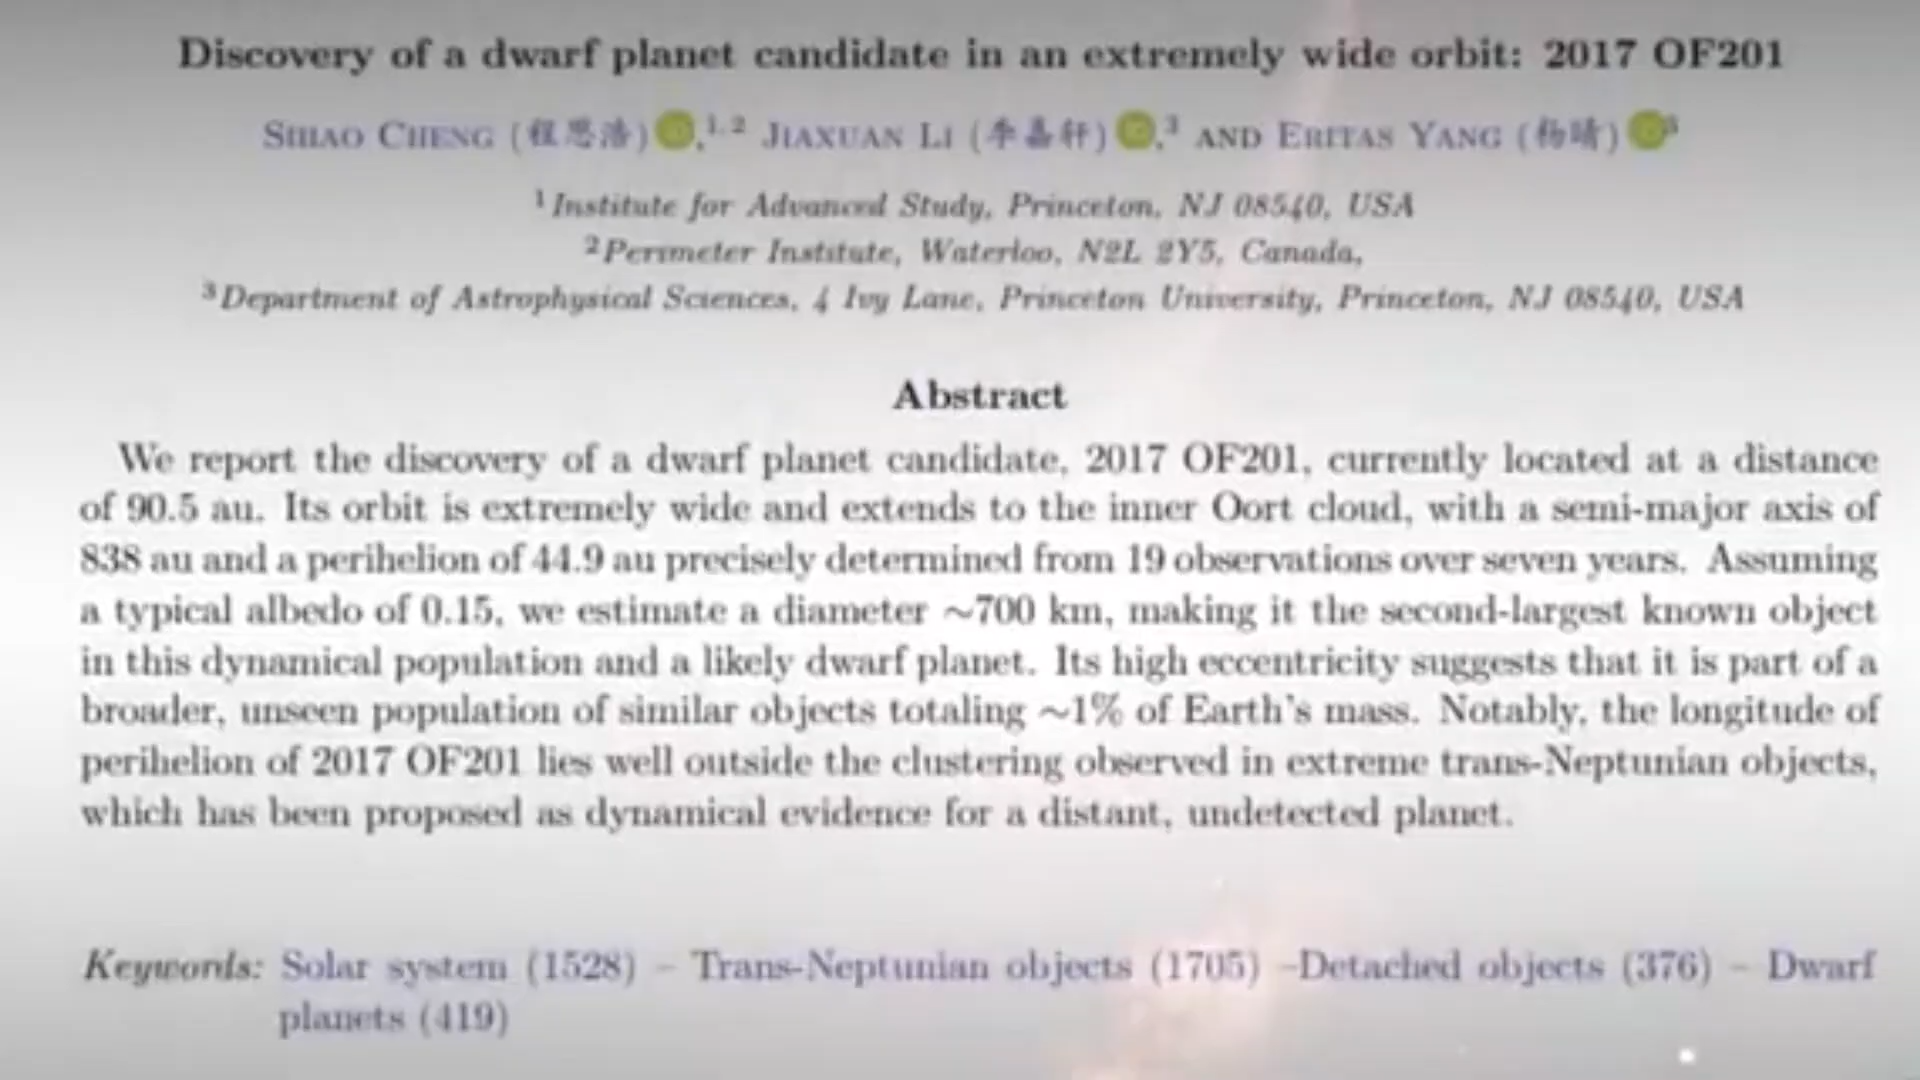 Discovery of a dwarf planet candidate in an extremely wide orbit: 2017 OF201
Sihao Cheng (程思浩),1, 2 Jiaxuan Li (李嘉轩),3 and Eritas Yang (杨晴) 3
1 Institute for Advanced Study, Princeton, NJ 08540, USA
2 Perimeter Institute, Waterloo, N2L 2Y5, Canada,
3 Department of Astrophysical Sciences, 4 Ivy Lane, Princeton University, Princeton, NJ 08540, USA
Abstract
We report the discovery of a dwarf planet candidate, 2017 OF201, currently located at a distance
of 90.5 au. Its orbit is extremely wide and extends to the inner Oort cloud, with a semi-major axis of
838 au and a perihelion of 44.9 au precisely determined from 19 observations over seven years. Assuming
a typical albedo of 0.15, we estimate a diameter ~700 km, making it the second-largest known object
in this dynamical population and a likely dwarf planet. Its high eccentricity suggests that it is part of a
broader, unseen population of similar objects totaling ~1% of Earth's mass. Notably, the longitude of
perihelion of 2017 OF201 lies well outside the clustering observed in extreme trans-Neptunian objects,
which has been proposed as dynamical evidence for a distant, undetected planet.
Keywords: Solar system (1528) – Trans-Neptunian objects (1705) –Detached objects (376) – Dwarf
planets (419)